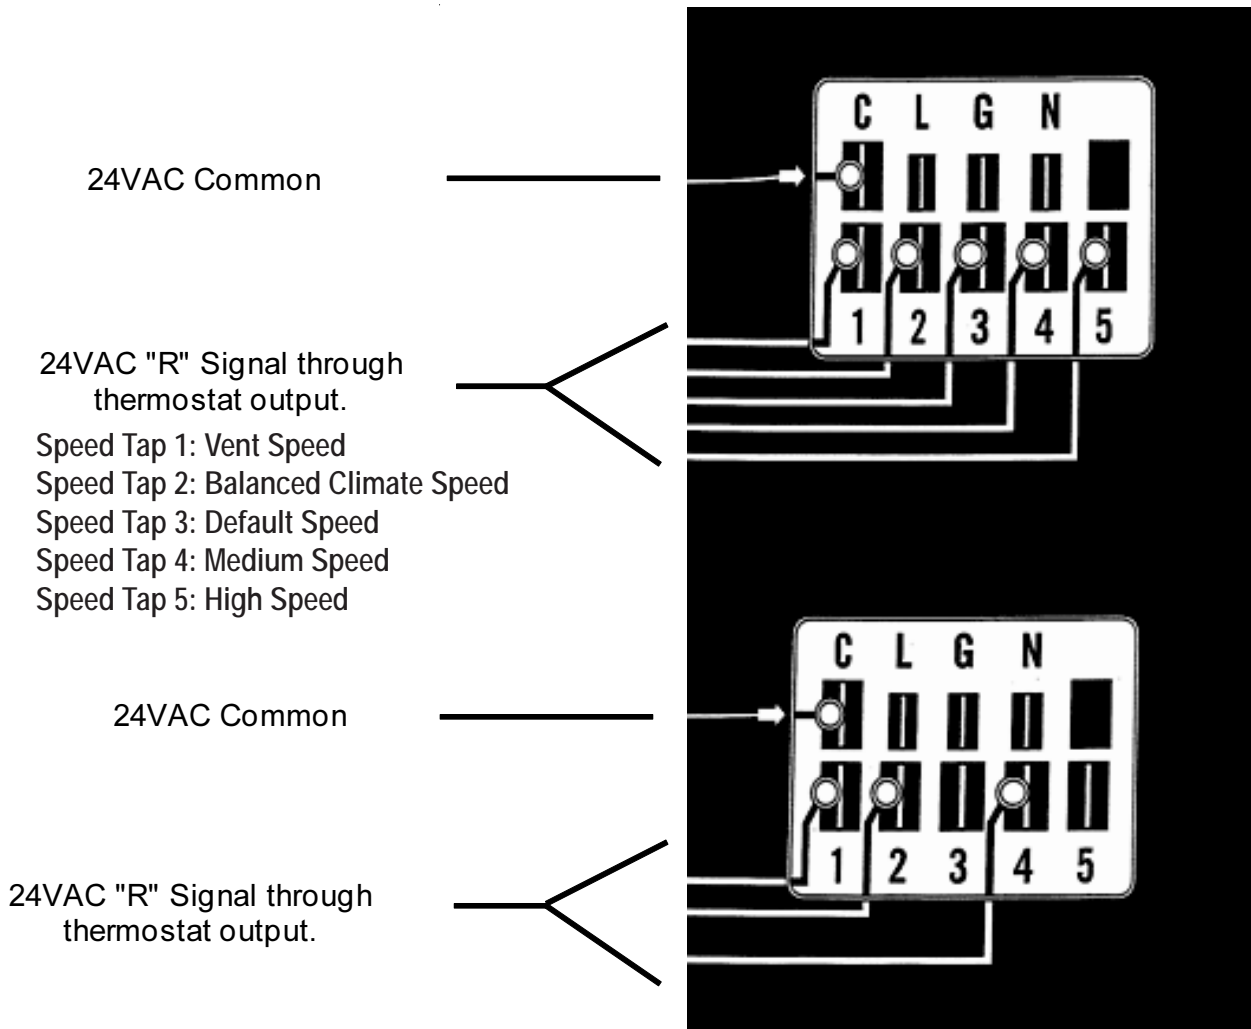 C L G N
24VAC Common
1 2 3 4 5
24VAC "R" Signal through
thermostat output.
Speed Tap 1: Vent Speed
Speed Tap 2: Balanced Climate Speed
Speed Tap 3: Default Speed
Speed Tap 4: Medium Speed
Speed Tap 5: High Speed
C L G N
24VAC Common
1 2 3 4 5
24VAC "R" Signal through
thermostat output.